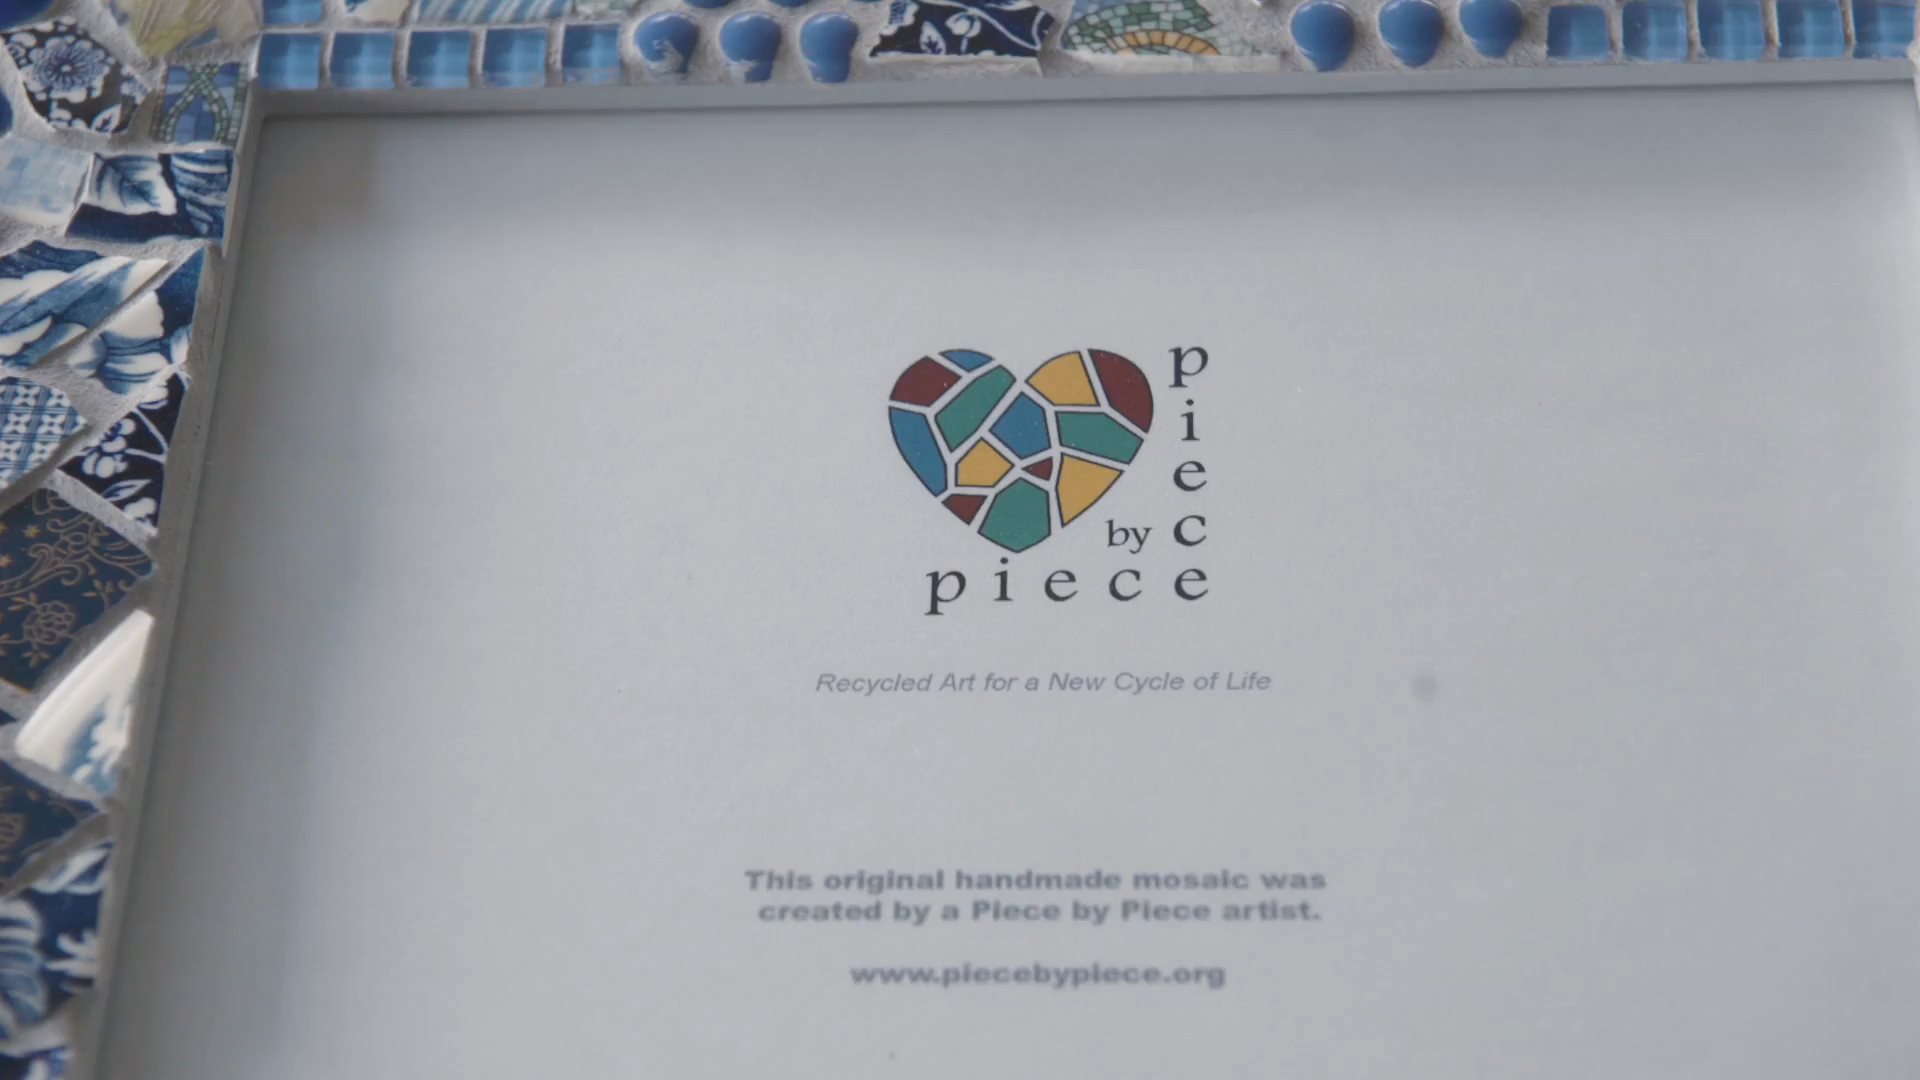 piece
by
piece
Recycled Art for a New Cycle of Life
This original handmade mosaic was
created by a Piece by Piece artist.
www.piecebypiece.org